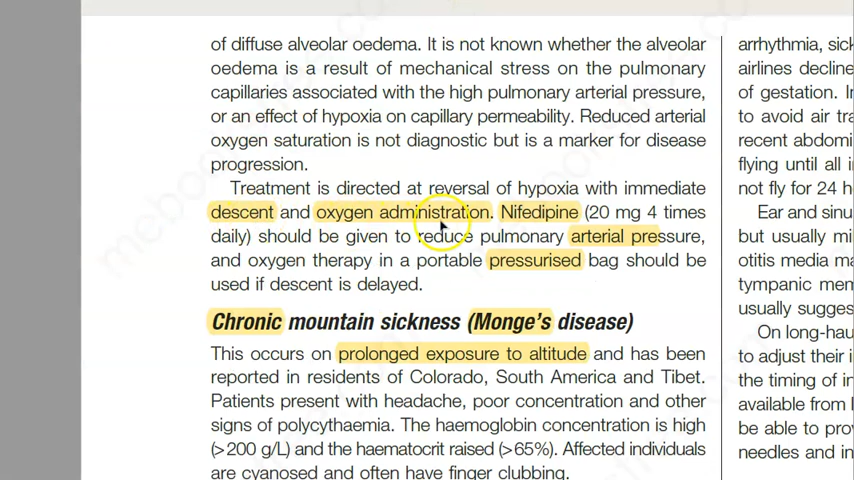 of diffuse alveolar oedema. It is not known whether the alveolar
oedema is a result of mechanical stress on the pulmonary
capillaries associated with the high pulmonary arterial pressure,
or an effect of hypoxia on capillary permeability. Reduced arterial
oxygen saturation is not diagnostic but is a marker for disease
progression.
Treatment is directed at reversal of hypoxia with immediate
descent and oxygen administration. Nifedipine (20 mg 4 times
daily) should be given to reduce pulmonary arterial pressure,
and oxygen therapy in a portable pressurised bag should be
used if descent is delayed.
Chronic mountain sickness (Monge's disease)
This occurs on prolonged exposure to altitude and has been
reported in residents of Colorado, South America and Tibet.
Patients present with headache, poor concentration and other
signs of polycythaemia. The haemoglobin concentration is high
(>200 g/L) and the haematocrit raised (>65%). Affected individuals
are cyanosed and often have finger clubbing.
arrhythmia, sick
airlines decline
of gestation. I
to avoid air tra
recent abdomi
flying until all i
not fly for 24 h
Ear and sinu
but usually mi
otitis media ma
tympanic mem
usually sugges
On long-hau
to adjust their i
the timing of in
available from
be able to pro
needles and in